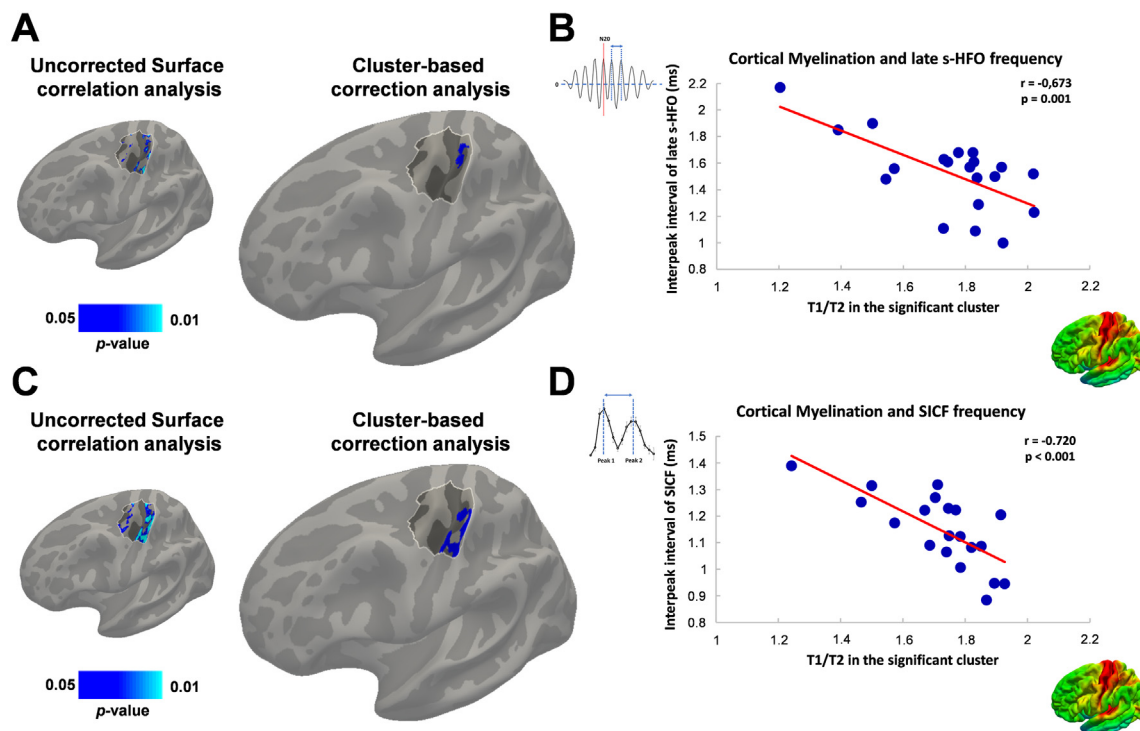 A
Uncorrected Surface
correlation analysis
Cluster-based
correction analysis
0.05
0.01
p-value
B
N20
0
Cortical Myelination and late s-HFO frequency
r = -0,673
p = 0.001
Interpeak interval of late s-HFO (ms)
2.2
2
1.8
1.6
1.4
1.2
1
0.8
1
1.2
1.4
1.6
1.8
2
2.2
T1/T2 in the significant cluster
C
Uncorrected Surface
correlation analysis
Cluster-based
correction analysis
0.05
0.01
p-value
D
Peak 1
Peak 2
Cortical Myelination and SICF frequency
r = -0.720
p < 0.001
Interpeak interval of SICF (ms)
1.5
1.4
1.3
1.2
1.1
1
0.9
0.8
1
1.2
1.4
1.6
1.8
2
2.2
T1/T2 in the significant cluster